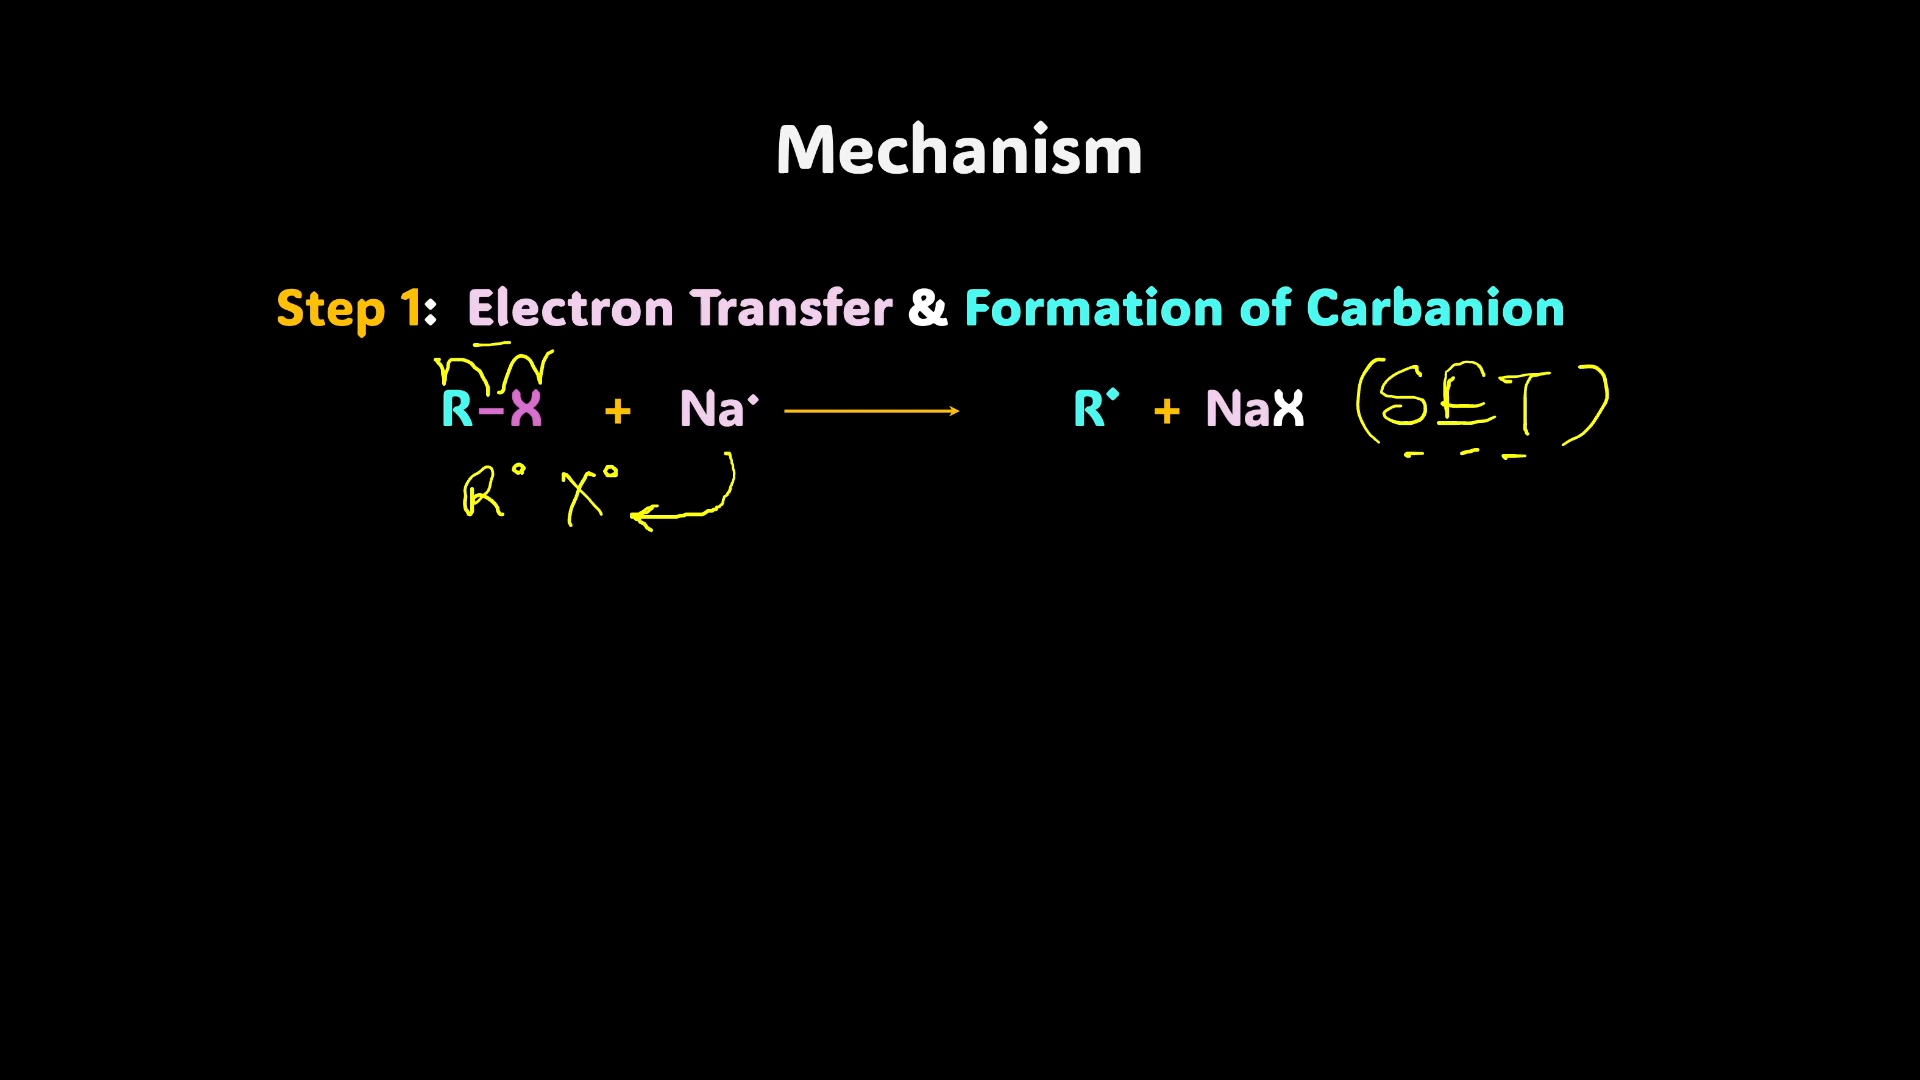 Mechanism
Step 1: Electron Transfer & Formation of Carbanion
R–X + Na• ⟶ R• + NaX (SET)
R° X°